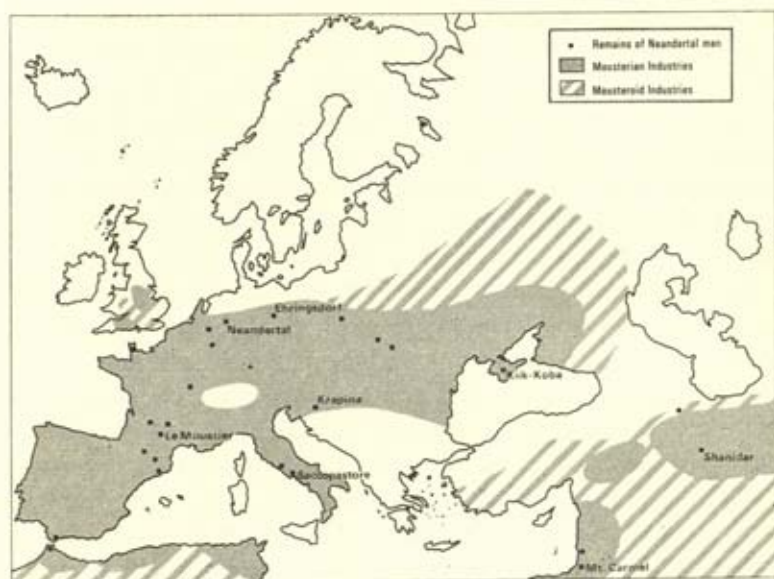 Remains of Neandertal men
Mousterian Industries
Mousteroid Industries
Ehringsdorf
Neandertal
Kiik-Koba
Krapina
Le Moustier
Shanidar
Saccopastore
Mt. Carmel